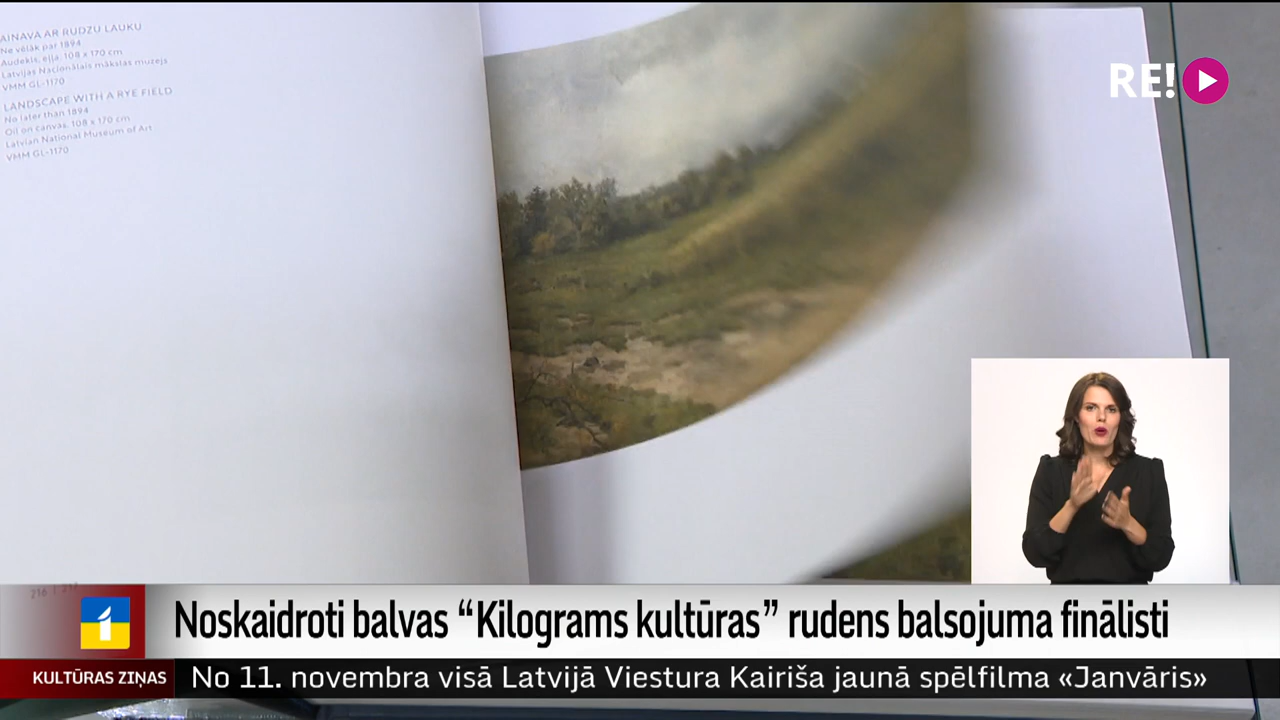 AINAVA AR RUDZU LAUKU
Ne vēlāk par 1894
Audekls, eļļa. 108 x 170 cm
Latvijas Nacionālais mākslas muzejs
VMM GL-1170
LANDSCAPE WITH A RYE FIELD
No later than 1894
Oil on canvas. 108 x 170 cm
Latvian National Museum of Art
VMM GL-1170
RE!
216 | 217
1
Noskaidroti balvas “Kilograms kultūras” rudens balsojuma finālisti
KULTŪRAS ZIŅAS
No 11. novembra visā Latvijā Viestura Kairiša jaunā spēlfilma «Janvāris»